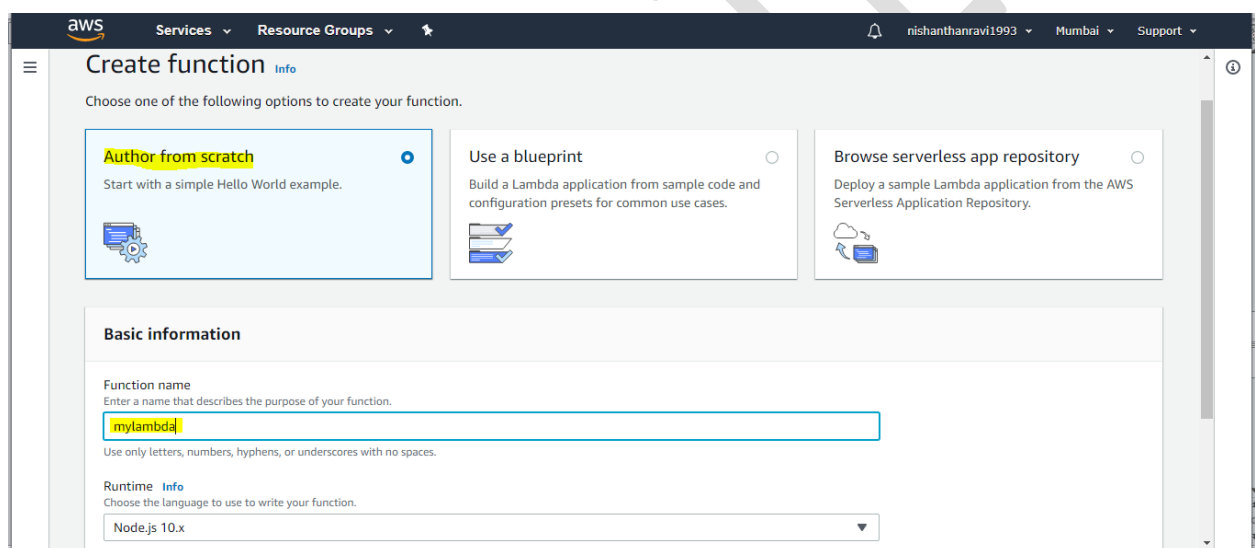 aws Services Resource Groups nishanthanravi1993 Mumbai Support
Create function Info
Choose one of the following options to create your function.
Author from scratch
Start with a simple Hello World example.
Use a blueprint
Build a Lambda application from sample code and
configuration presets for common use cases.
Browse serverless app repository
Deploy a sample Lambda application from the AWS
Serverless Application Repository.
Basic information
Function name
Enter a name that describes the purpose of your function.
mylambda
Use only letters, numbers, hyphens, or underscores with no spaces.
Runtime Info
Choose the language to use to write your function.
Node.js 10.x